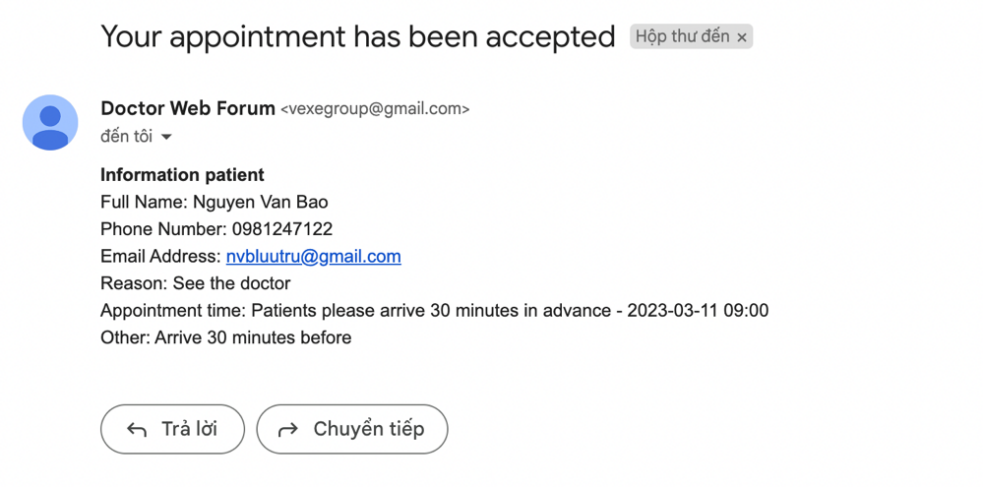 Your appointment has been accepted Hộp thư đến ×
Doctor Web Forum <vexegroup@gmail.com>
đến tôi
Information patient
Full Name: Nguyen Van Bao
Phone Number: 0981247122
Email Address: nvbluutru@gmail.com
Reason: See the doctor
Appointment time: Patients please arrive 30 minutes in advance - 2023-03-11 09:00
Other: Arrive 30 minutes before
Trả lời Chuyển tiếp